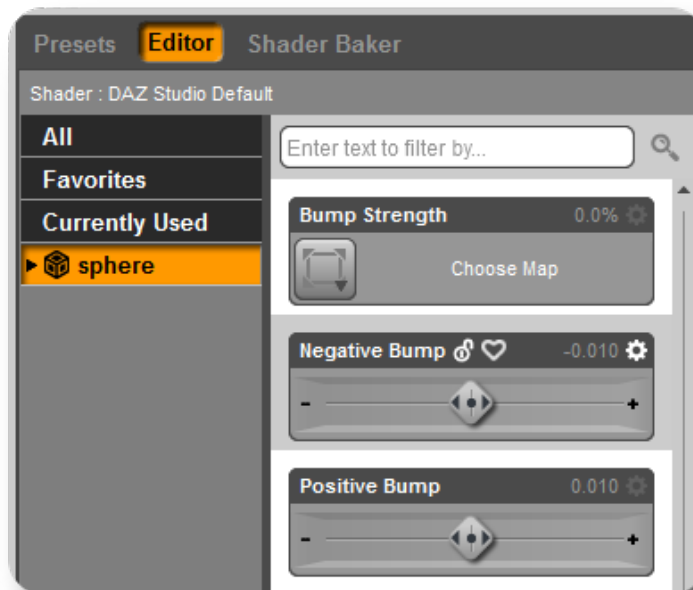 Presets Editor Shader Baker
Shader : DAZ Studio Default
All
Favorites
Currently Used
sphere
Enter text to filter by...
Bump Strength 0.0%
Choose Map
Negative Bump -0.010
- +
Positive Bump 0.010
- +